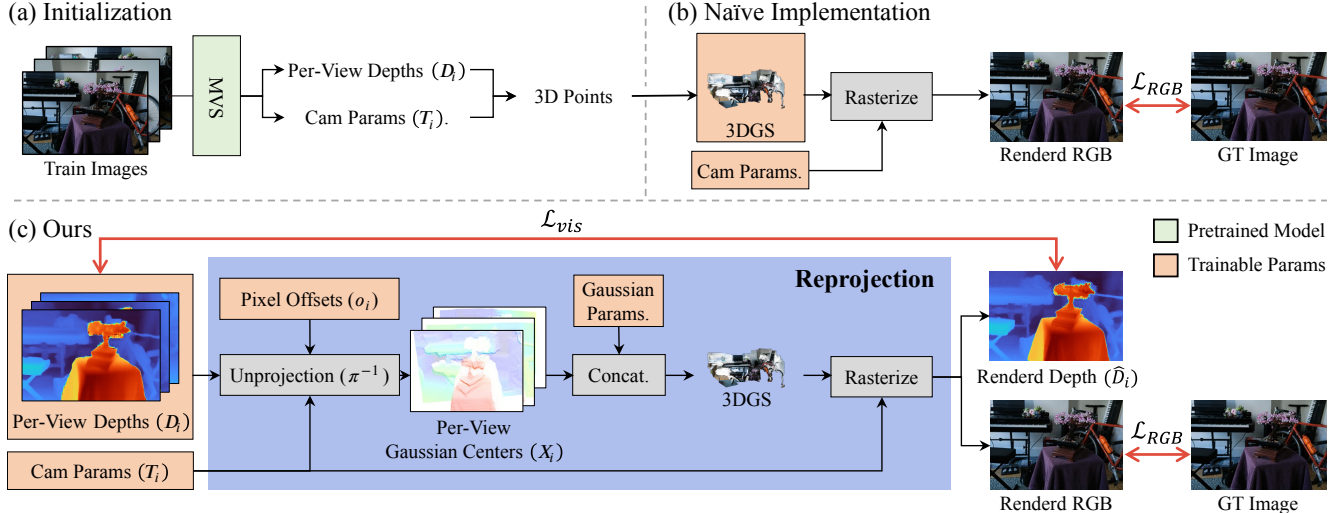 (a) Initialization
MVS
Per-View Depths (D_i)
Cam Params (T_i).
3D Points
Train Images
(b) Naïve Implementation
3DGS
Rasterize
Cam Params.
Renderd RGB
ℒ_RGB
GT Image
(c) Ours
ℒ_vis
Pretrained Model
Trainable Params
Reprojection
Pixel Offsets (o_i)
Gaussian
Params.
Unprojection (π⁻¹)
Concat.
3DGS
Rasterize
Per-View Depths (D_i)
Per-View
Gaussian Centers (X_i)
Cam Params (T_i)
Renderd Depth (D̂_i)
ℒ_RGB
Renderd RGB
GT Image